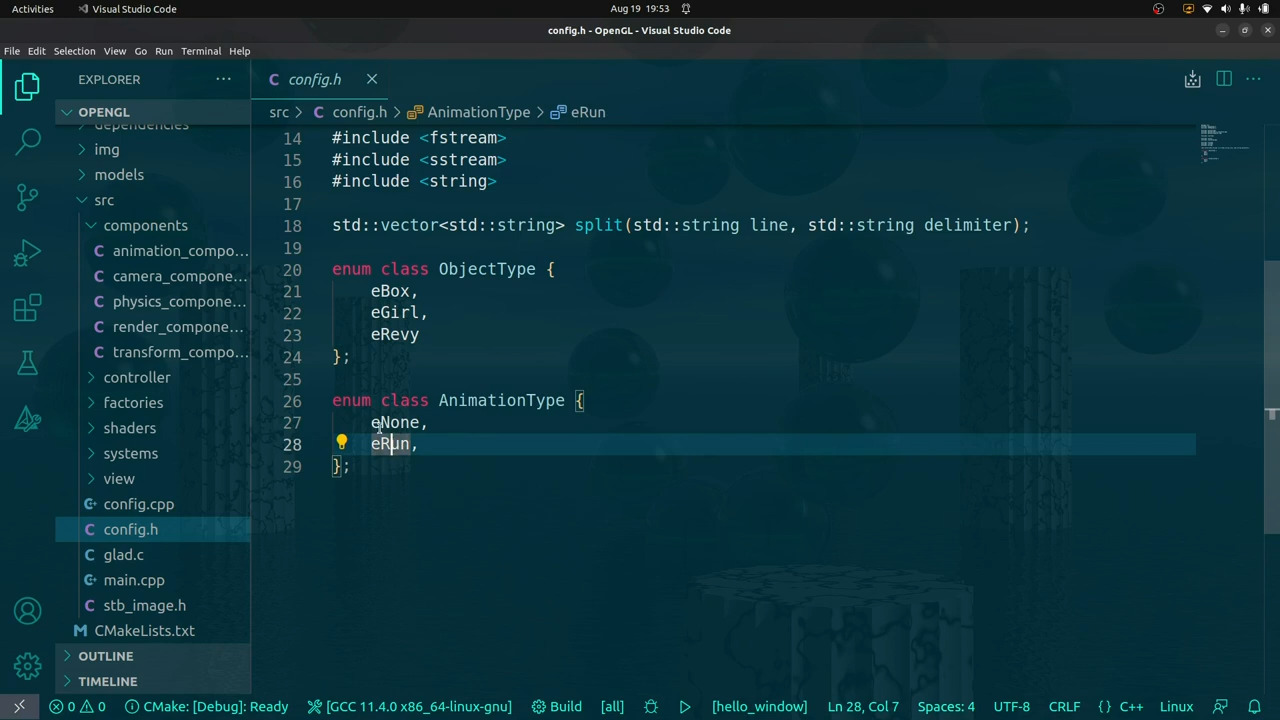 Activities
Visual Studio Code
Aug 19 19:53
config.h - OpenGL - Visual Studio Code
File Edit Selection View Go Run Terminal Help
EXPLORER
OPENGL
dependencies
img
models
src
components
animation_compo...
camera_compone...
physics_compone...
render_compone...
transform_compo...
controller
factories
shaders
systems
view
config.cpp
config.h
glad.c
main.cpp
stb_image.h
CMakeLists.txt
OUTLINE
TIMELINE
config.h
src > config.h > AnimationType > eRun
14 #include <fstream>
15 #include <sstream>
16 #include <string>
17
18 std::vector<std::string> split(std::string line, std::string delimiter);
19
20 enum class ObjectType {
21 eBox,
22 eGirl,
23 eRevy
24 };
25
26 enum class AnimationType {
27 eNone,
28 eRun,
29 };
0 0 CMake: [Debug]: Ready [GCC 11.4.0 x86_64-linux-gnu] Build [all] [hello_window] Ln 28, Col 7 Spaces: 4 UTF-8 CRLF {} C++ Linux